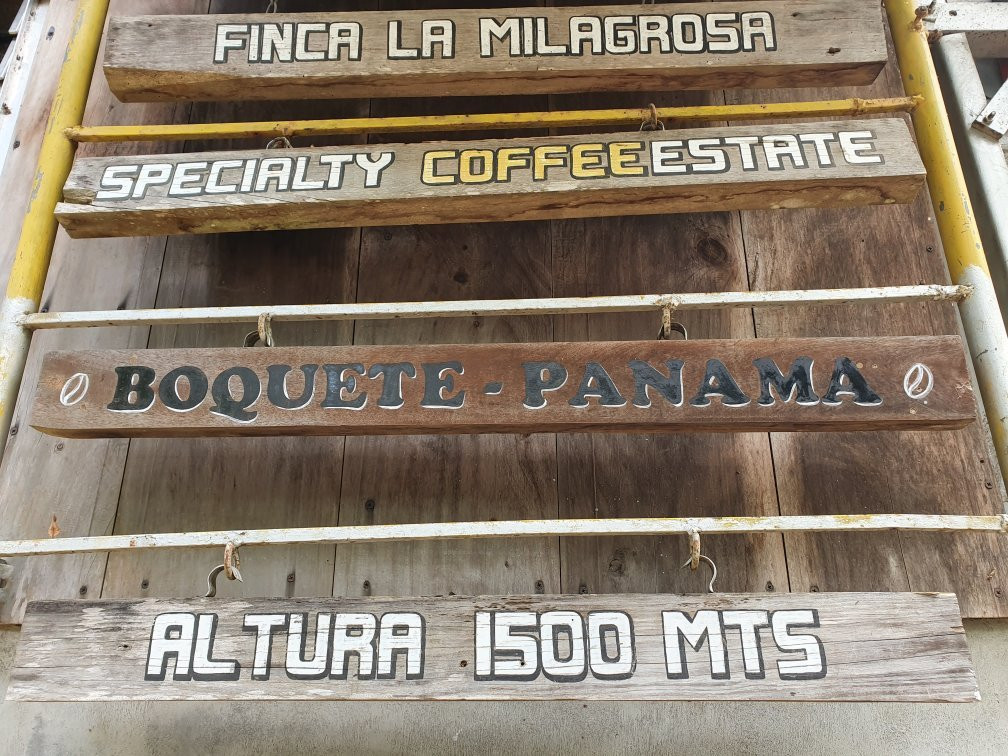 FINCA LA MILAGROSA
SPECIALTY COFFEE ESTATE
BOQUETE - PANAMA
ALTURA 1500 MTS